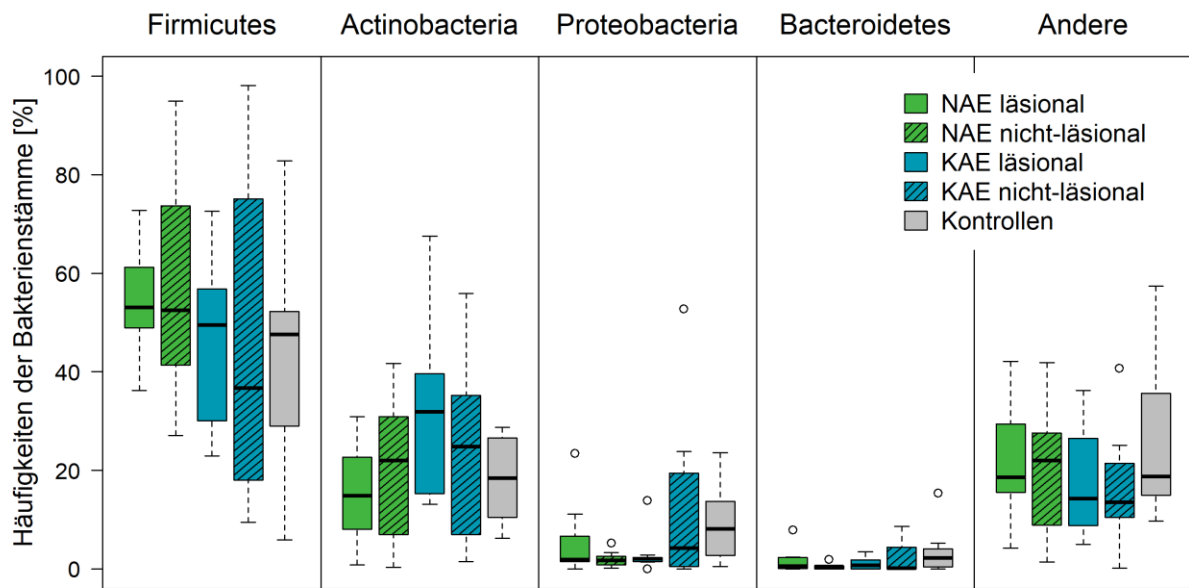 Firmicutes Actinobacteria Proteobacteria Bacteroidetes Andere
Häufigkeiten der Bakterienstämme [%]
100
80
60
40
20
0
NAE läsional
NAE nicht-läsional
KAE läsional
KAE nicht-läsional
Kontrollen